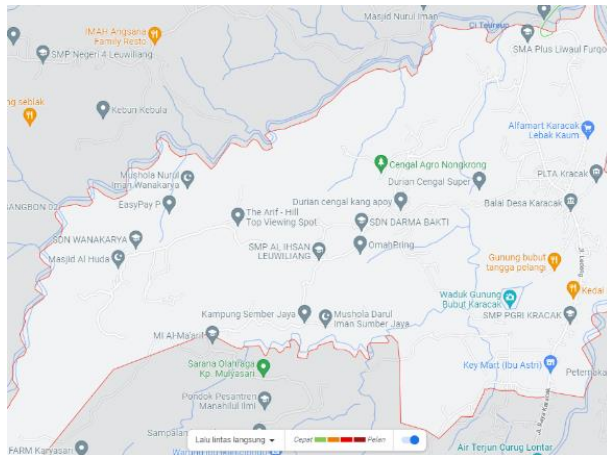 Masjid Nurul Iman
IMAH Angsana
Family Resto
Ci Teureup
SMA Plus Liwaul Furqo
SMP Negeri 4 Leuwiliang
ng seblak
Kebun Kebula
Alfamart Karacak
Lebak Kaum
Cengal Agro Nongkrong
Mushola Nurul
Iman Wanakarya
Durian Cengal Super
PLTA Kracak
EasyPay P
Durian cengal kang apoy
Balai Desa Karacak
The Arif - Hill
Top Viewing Spot
SDN DARMA BAKTI
SDN WANAKARYA
SMP AL IHSAN
LEUWILIANG
OmahPring
Masjid Al Huda
Gunung bubut
tangga pelangi
Waduk Gunung
Bubut Karacak
Kedai
Kampung Sember Jaya
Mushola Darul
Iman Sumber Jaya
SMP PGRI KRACAK
MI Al-Ma'arif
Sarana Olahraga
Kp. Mulyasari
Key Mart (Ibu Astri)
Peternaka
Pondok Pesantren
Manahilul Ilmi
Sampalan
Lalu lintas langsung
Cepat
Pelan
FARM Karyasari
Air Terjun Curug Lontar